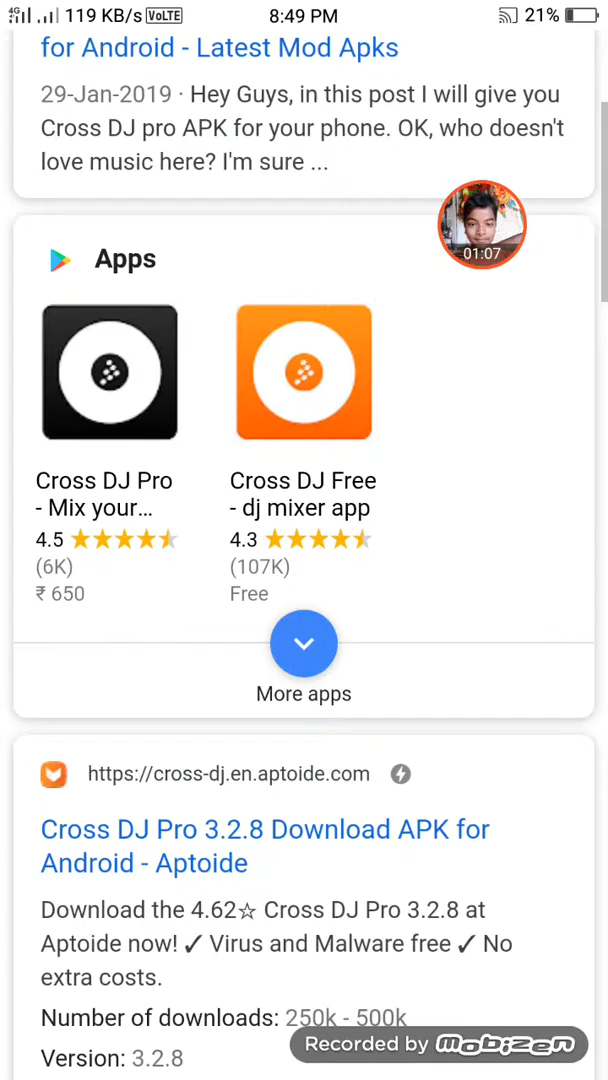 4G 119 KB/s VoLTE 8:49 PM 21%
for Android - Latest Mod Apks
29-Jan-2019 · Hey Guys, in this post I will give you
Cross DJ pro APK for your phone. OK, who doesn't
love music here? I'm sure ...
01:07
Apps
Cross DJ Pro
- Mix your...
4.5
(6K)
₹ 650
Cross DJ Free
- dj mixer app
4.3
(107K)
Free
More apps
https://cross-dj.en.aptoide.com
Cross DJ Pro 3.2.8 Download APK for
Android - Aptoide
Download the 4.62☆ Cross DJ Pro 3.2.8 at
Aptoide now! ✓ Virus and Malware free ✓ No
extra costs.
Number of downloads: 250k - 500k
Version: 3.2.8
Recorded by mobizen